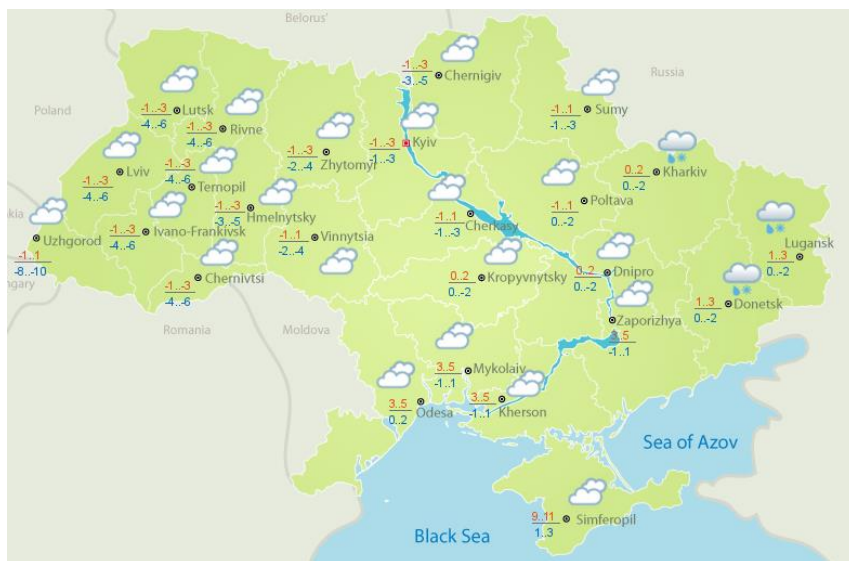 Belorus'
-1..-3
-3..-5
Chernigiv
Russia
Poland
-1..-3
-4..-6
Lutsk
-1..-3
-4..-6
Rivne
-1..1
-1..-3
Sumy
-1..-3
-1..-3
Kyiv
-1..-3
-2..-4
Zhytomyr
-1..-3
-4..-6
Lviv
-1..-3
-4..-6
Ternopil
0..2
0..-2
Kharkiv
-1..-3
-3..-5
Hmelnytsky
-1..1
0..-2
Poltava
-1..1
-1..-3
Cherkasy
-1..1
-8..-10
Uzhgorod
-1..-3
-4..-6
Ivano-Frankivsk
-1..1
-2..-4
Vinnytsia
Lugansk
1..3
0..-2
-1..-3
-4..-6
Chernivtsi
0..2
0..-2
Kropyvnytsky
0..2
0..-2
Dnipro
1..3
0..-2
Donetsk
Zaporizhya
3..5
-1..1
Romania
Moldova
3..5
-1..1
Mykolaiv
3..5
0..2
Odesa
3..5
-1..1
Kherson
Sea of Azov
9..11
1..3
Simferopil
Black Sea